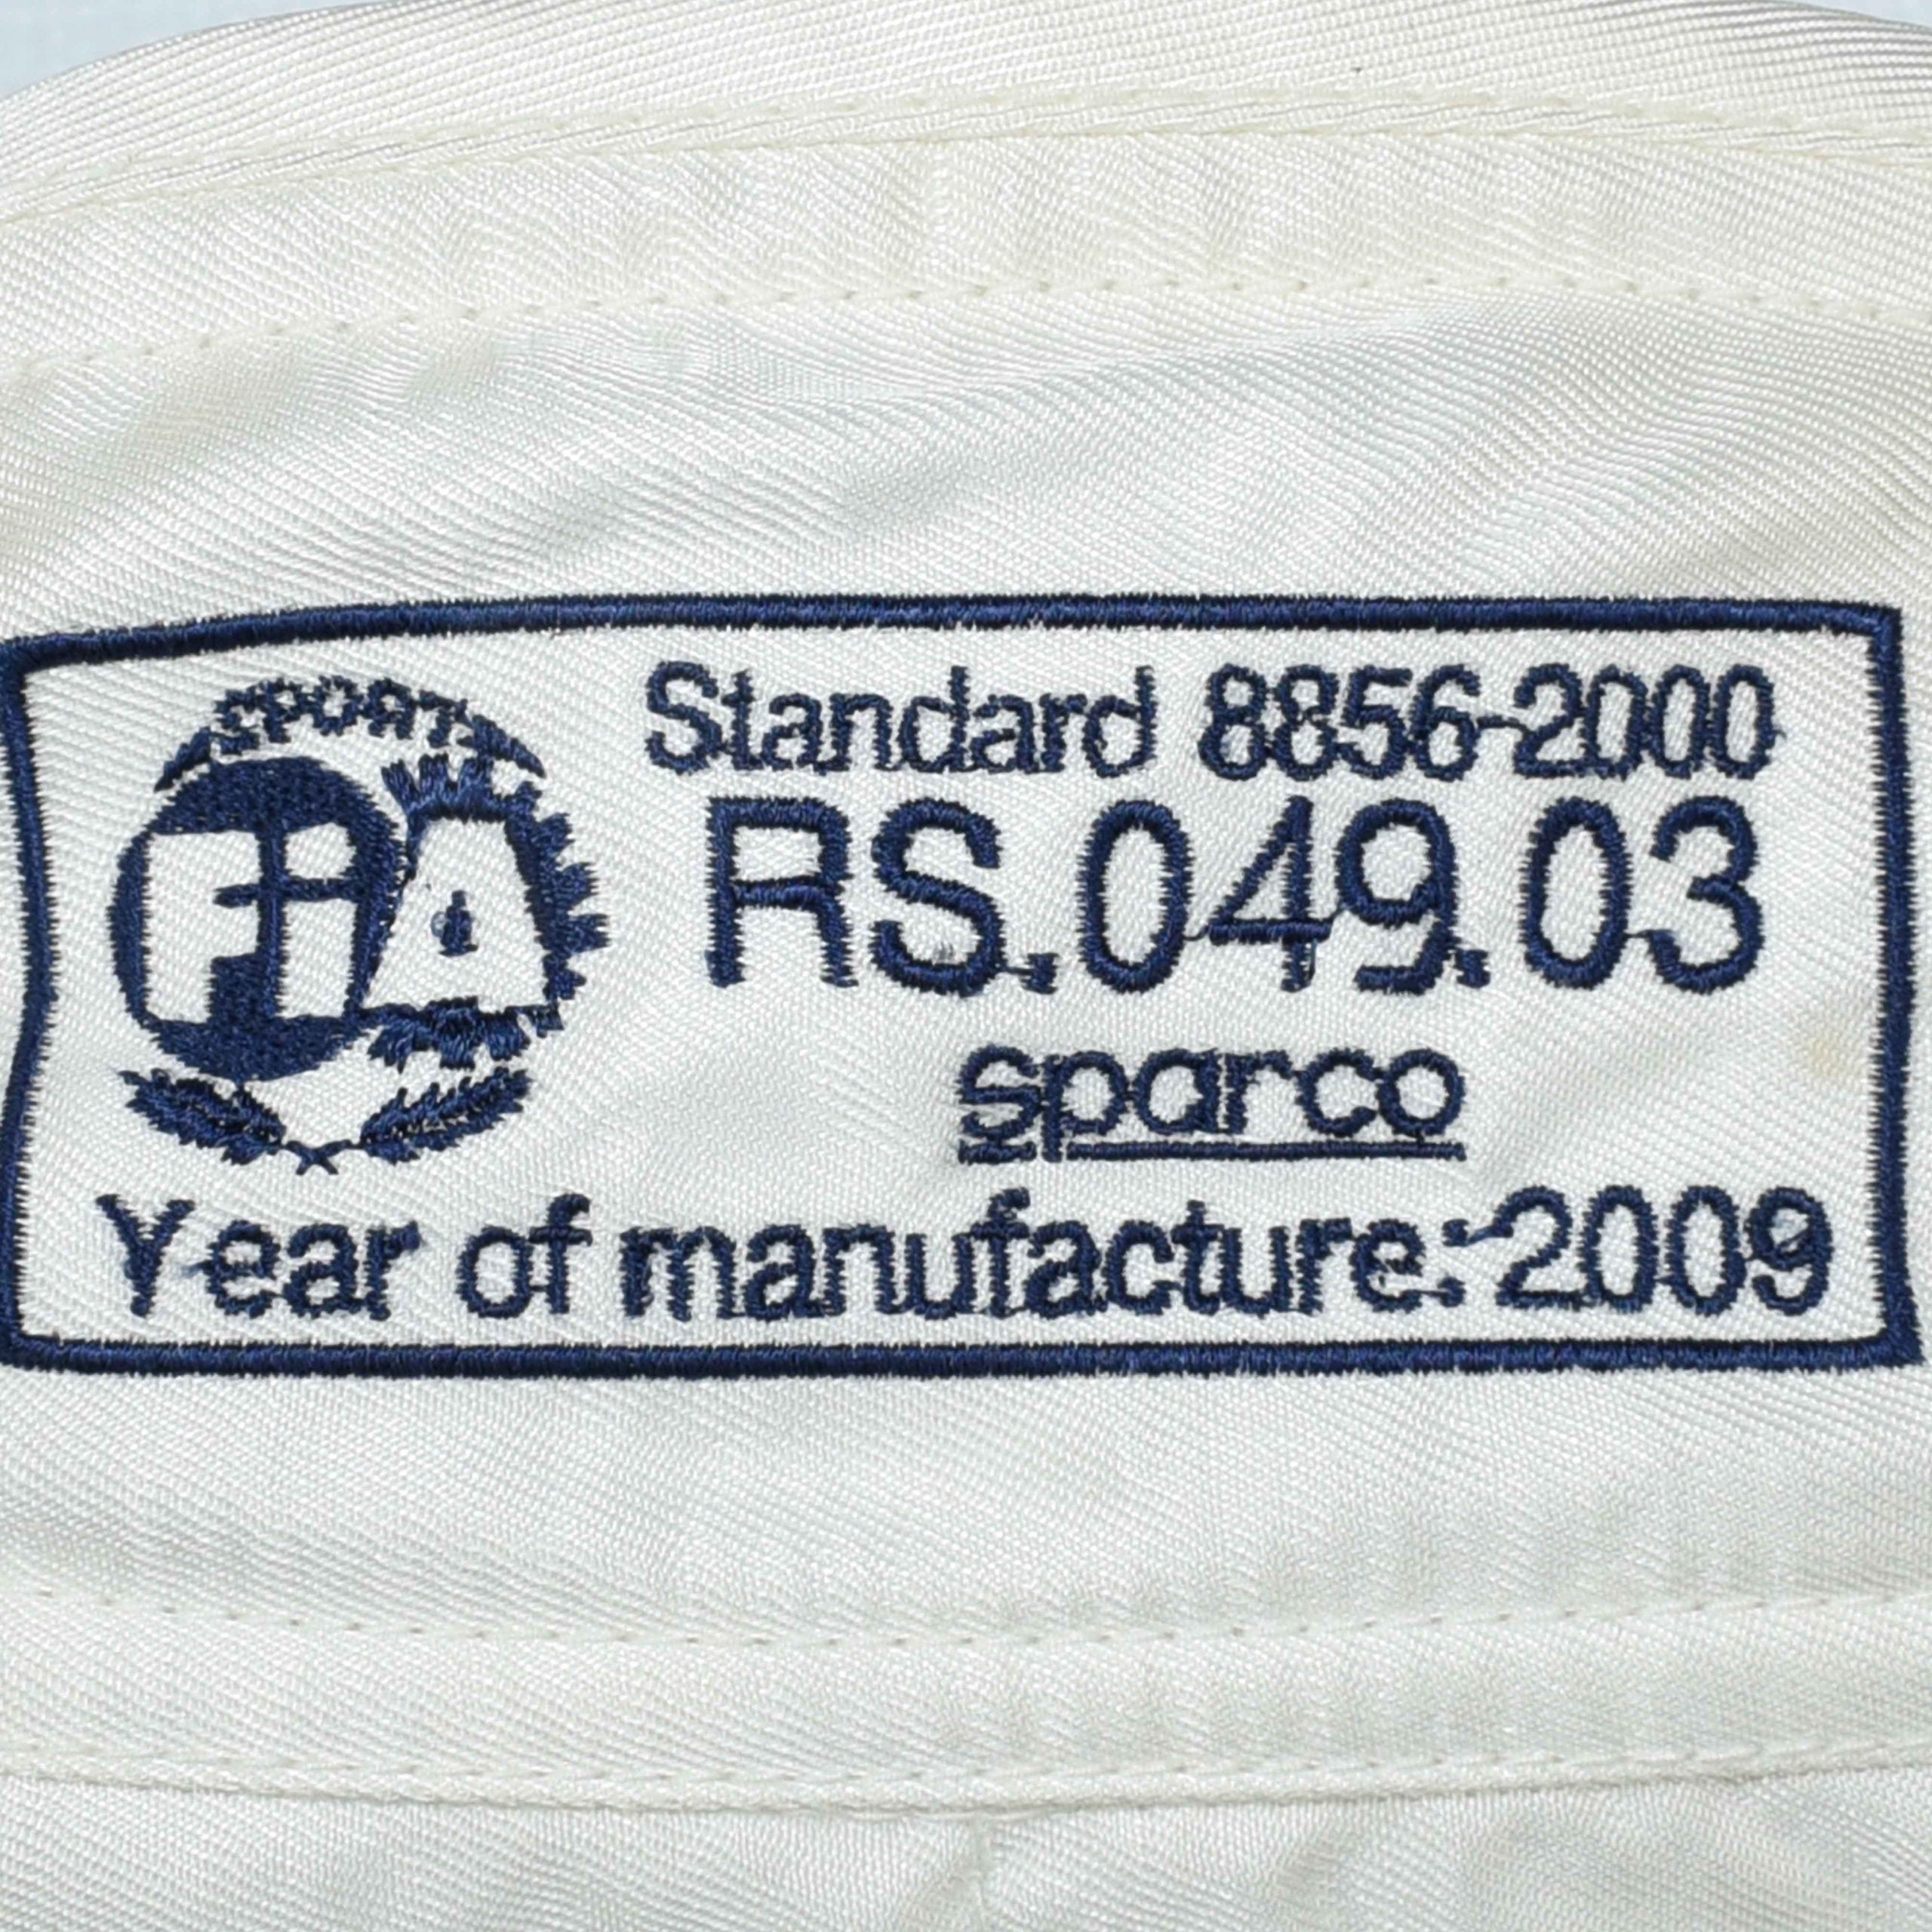 SPORT
FIA
Standard 8856-2000
RS.049.03
sparco
Year of manufacture: 2009